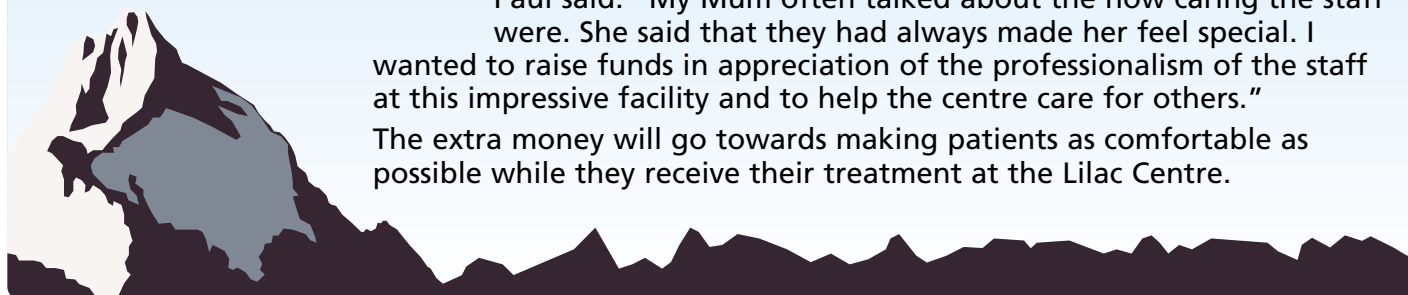 Paul said: "My Mum often talked about the how caring the staff
were. She said that they had always made her feel special. I
wanted to raise funds in appreciation of the professionalism of the staff
at this impressive facility and to help the centre care for others.”
The extra money will go towards making patients as comfortable as
possible while they receive their treatment at the Lilac Centre.